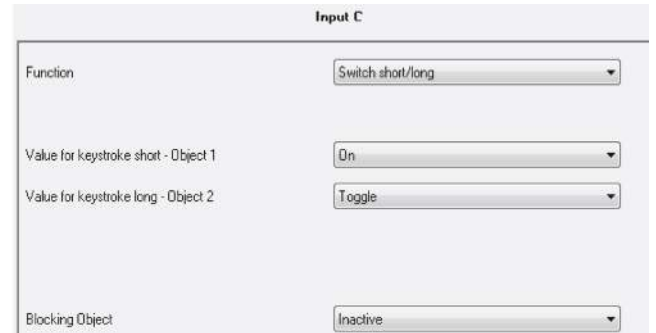 Input C
Function Switch short/long
Value for keystroke short - Object 1 On
Value for keystroke long - Object 2 Toggle
Blocking Object Inactive